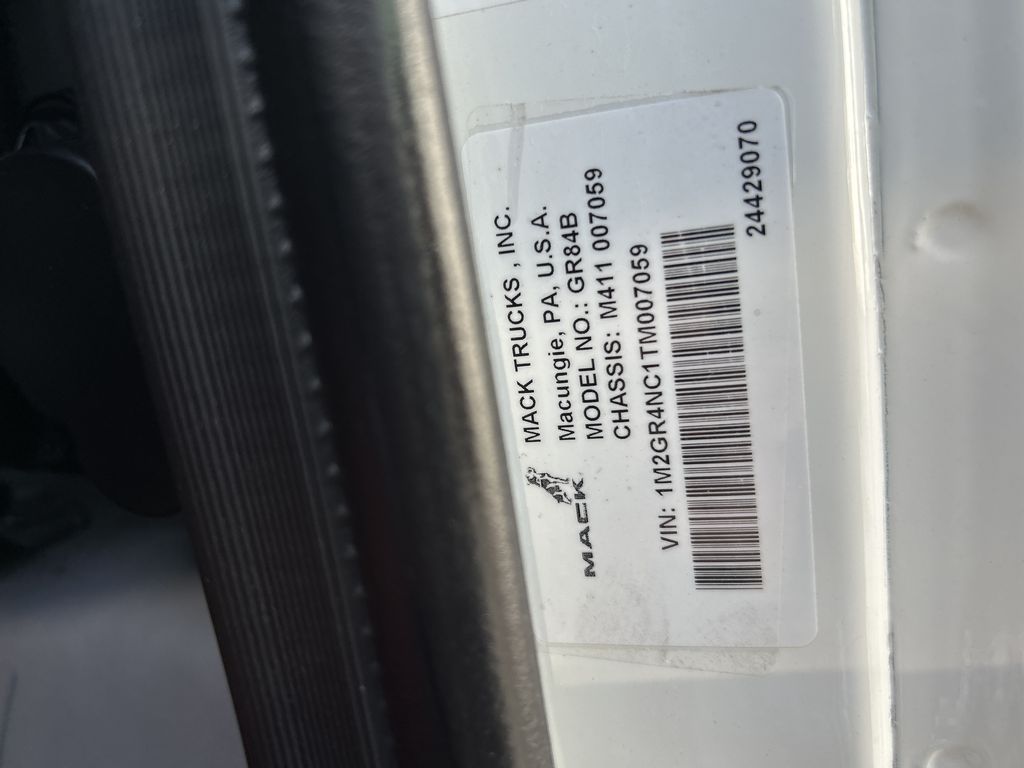 MACK
MACK TRUCKS , INC.
Macungie, PA, U.S.A.
MODEL NO.: GR84B
CHASSIS: M411 007059
VIN: 1M2GR4NC1TM007059
24429070